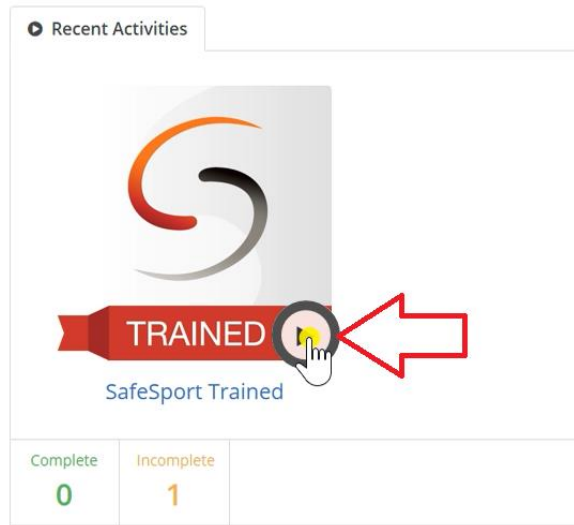 Recent Activities
TRAINED
SafeSport Trained
Complete Incomplete
0 1